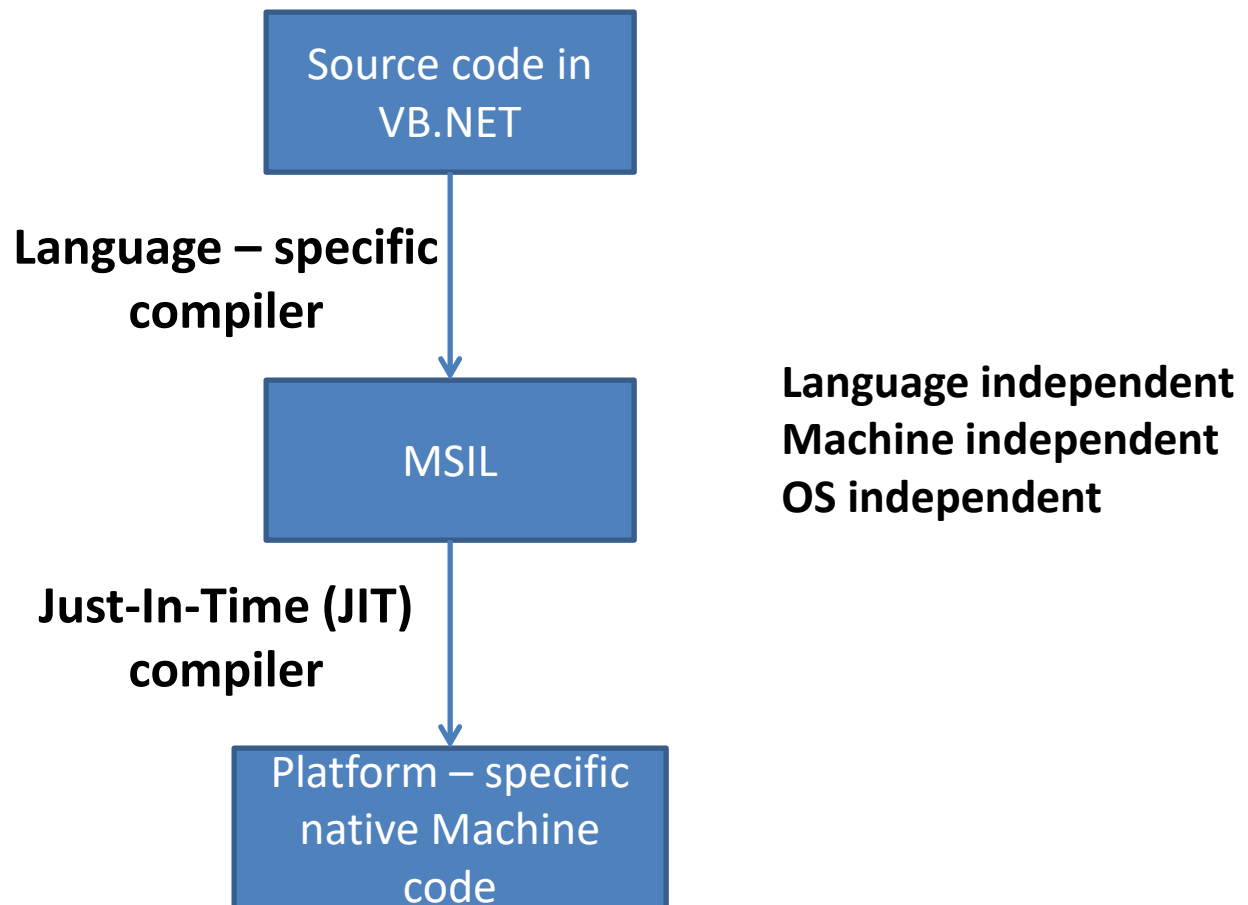 Source code in
VB.NET
Language – specific
compiler
MSIL
Language independent
Machine independent
OS independent
Just-In-Time (JIT)
compiler
Platform – specific
native Machine
code